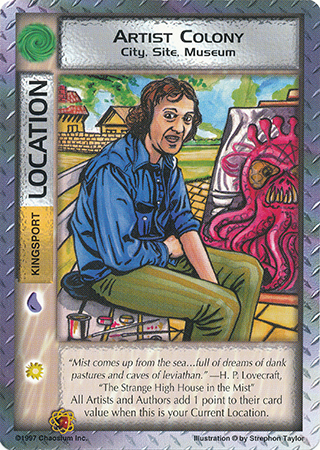 ARTIST COLONY
City, Site, Museum
LOCATION
KINGSPORT
“Mist comes up from the sea...full of dreams of dank
pastures and caves of leviathan.” —H. P. Lovecraft,
“The Strange High House in the Mist”
All Artists and Authors add 1 point to their card
value when this is your Current Location.
©1997 Chaosium Inc.
Illustration © by Strephon Taylor